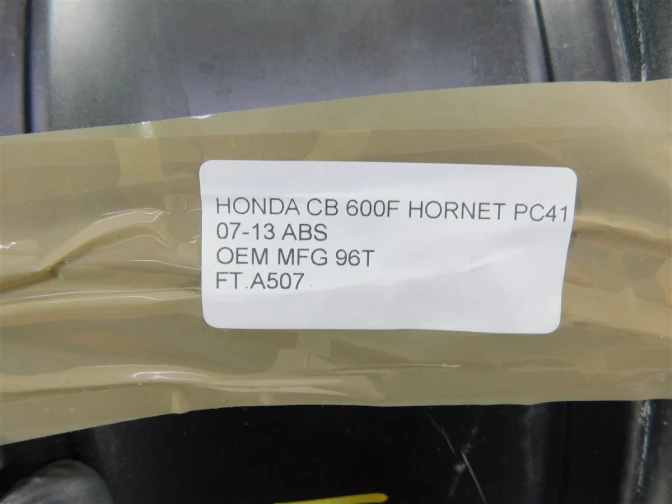 HONDA CB 600F HORNET PC41
07-13 ABS
OEM MFG 96T
FT.A507